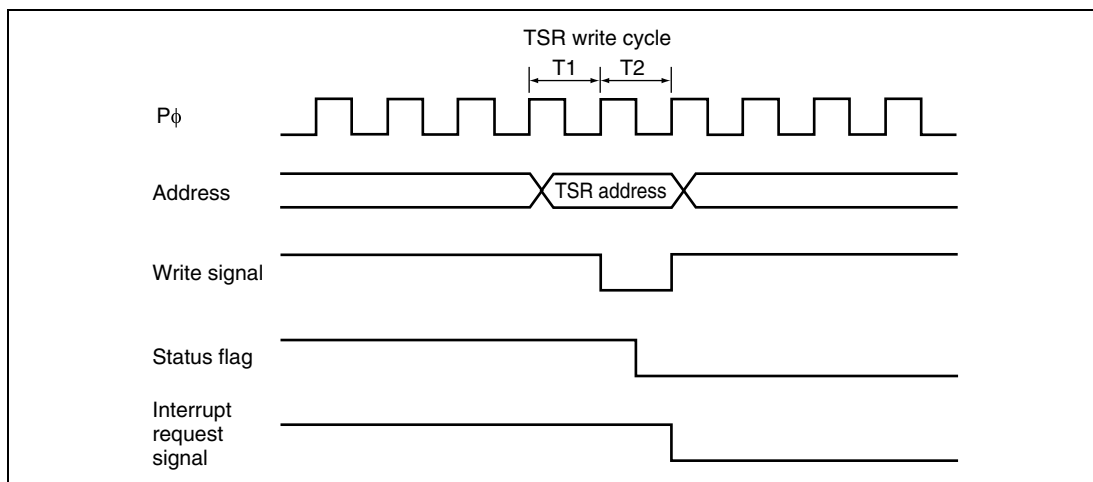 TSR write cycle
T1 T2
Pϕ
Address
TSR address
Write signal
Status flag
Interrupt
request
signal